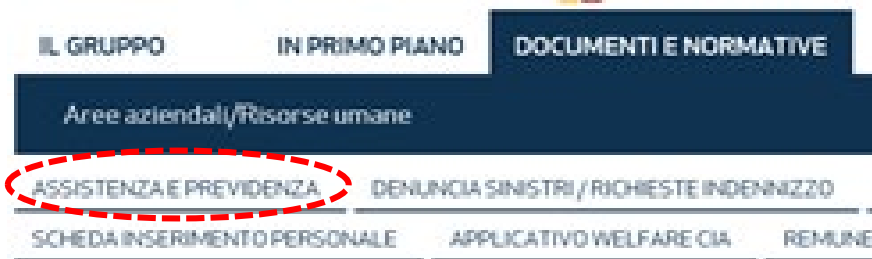 IL GRUPPO IN PRIMO PIANO DOCUMENTI E NORMATIVE
Aree aziendali/Risorse umane
ASSISTENZA E PREVIDENZA DENUNCIA SINISTRI / RICHIESTE INDENNIZZO
SCHEDA INSERIMENTO PERSONALE APPLICATIVO WELFARE CIA REMUNE